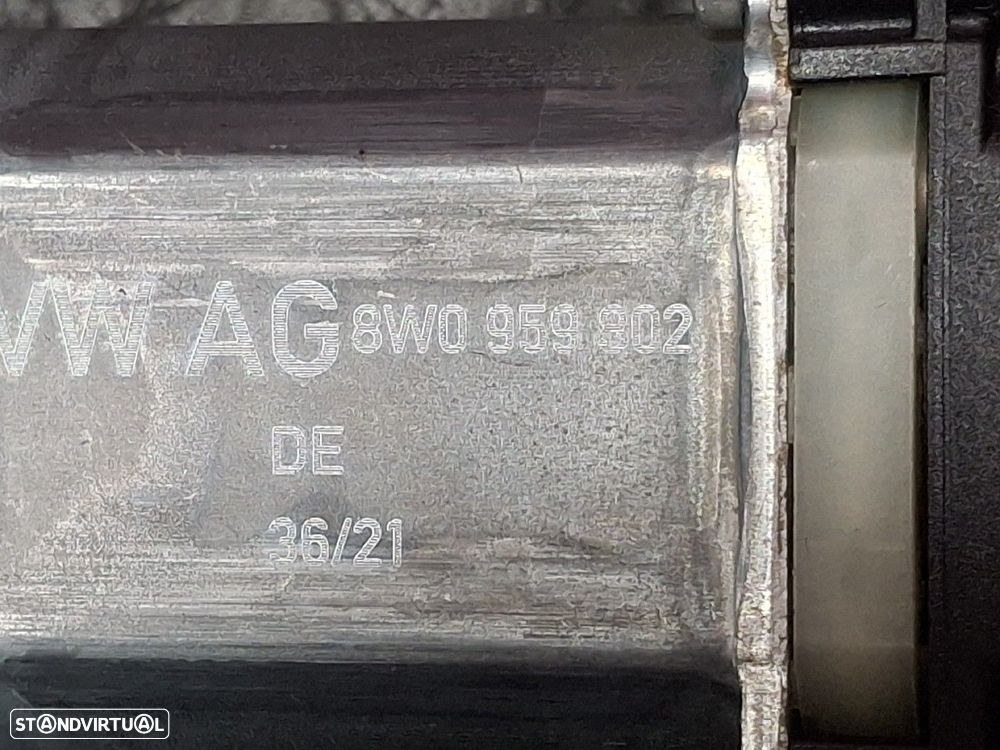 VW AG 8W0 959 802
DE
36/21
STANDVIRTUAL